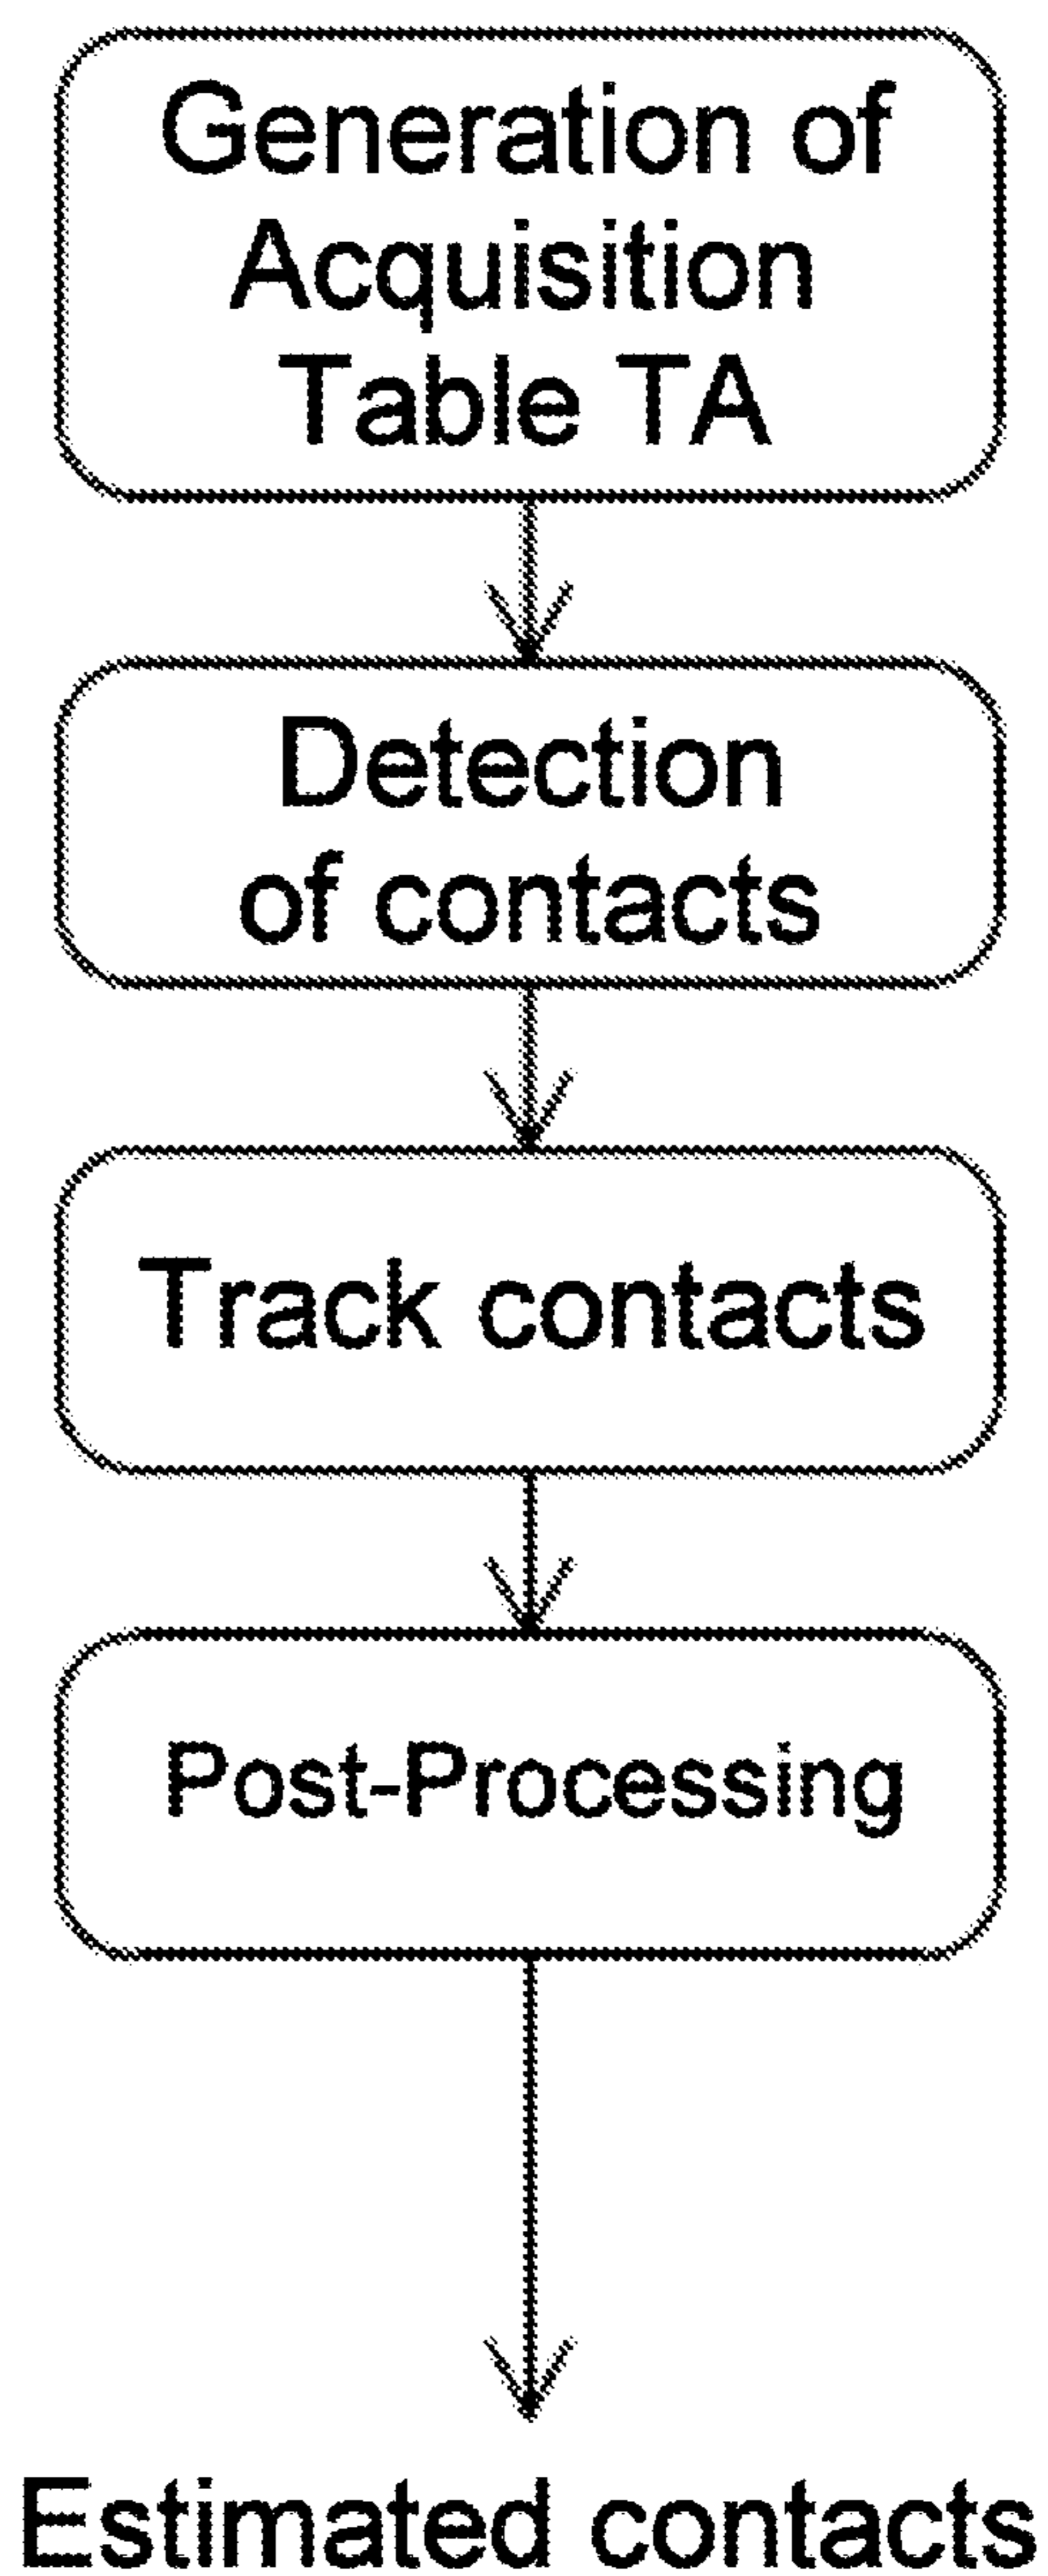 Generation of
Acquisition
Table TA
Detection
of contacts
Track contacts
Post-Processing
Estimated contacts